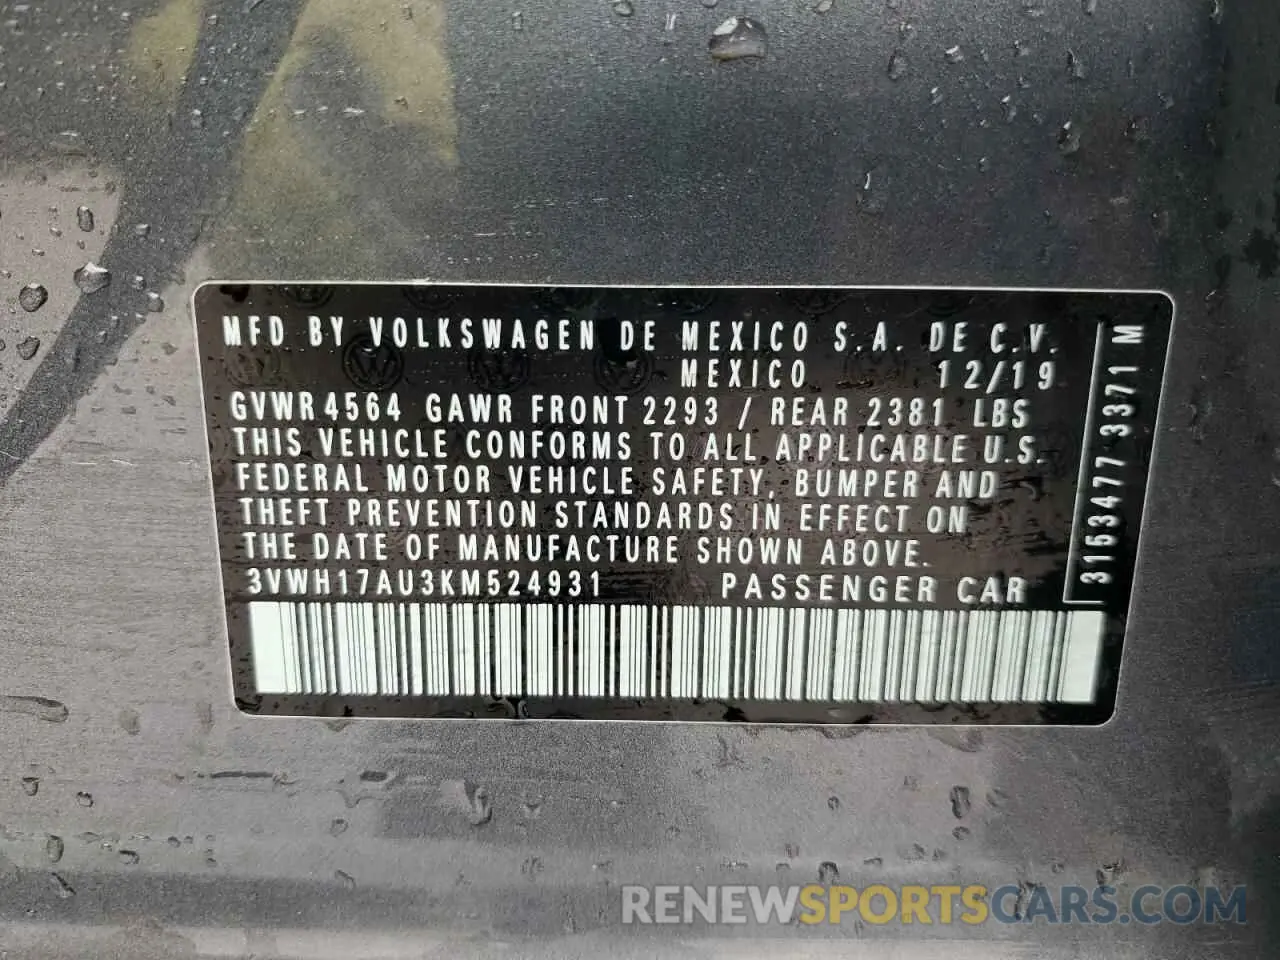 MFD BY VOLKSWAGEN DE MEXICO S.A. DE C.V.
MEXICO 12/19
GVWR 4564 GAWR FRONT 2293 / REAR 2381 LBS
THIS VEHICLE CONFORMS TO ALL APPLICABLE U.S.
FEDERAL MOTOR VEHICLE SAFETY, BUMPER AND
THEFT PREVENTION STANDARDS IN EFFECT ON
THE DATE OF MANUFACTURE SHOWN ABOVE.
3VWH17AU3KM524931 PASSENGER CAR
3153477 3371 M
RENEWSPORTSCARS.COM